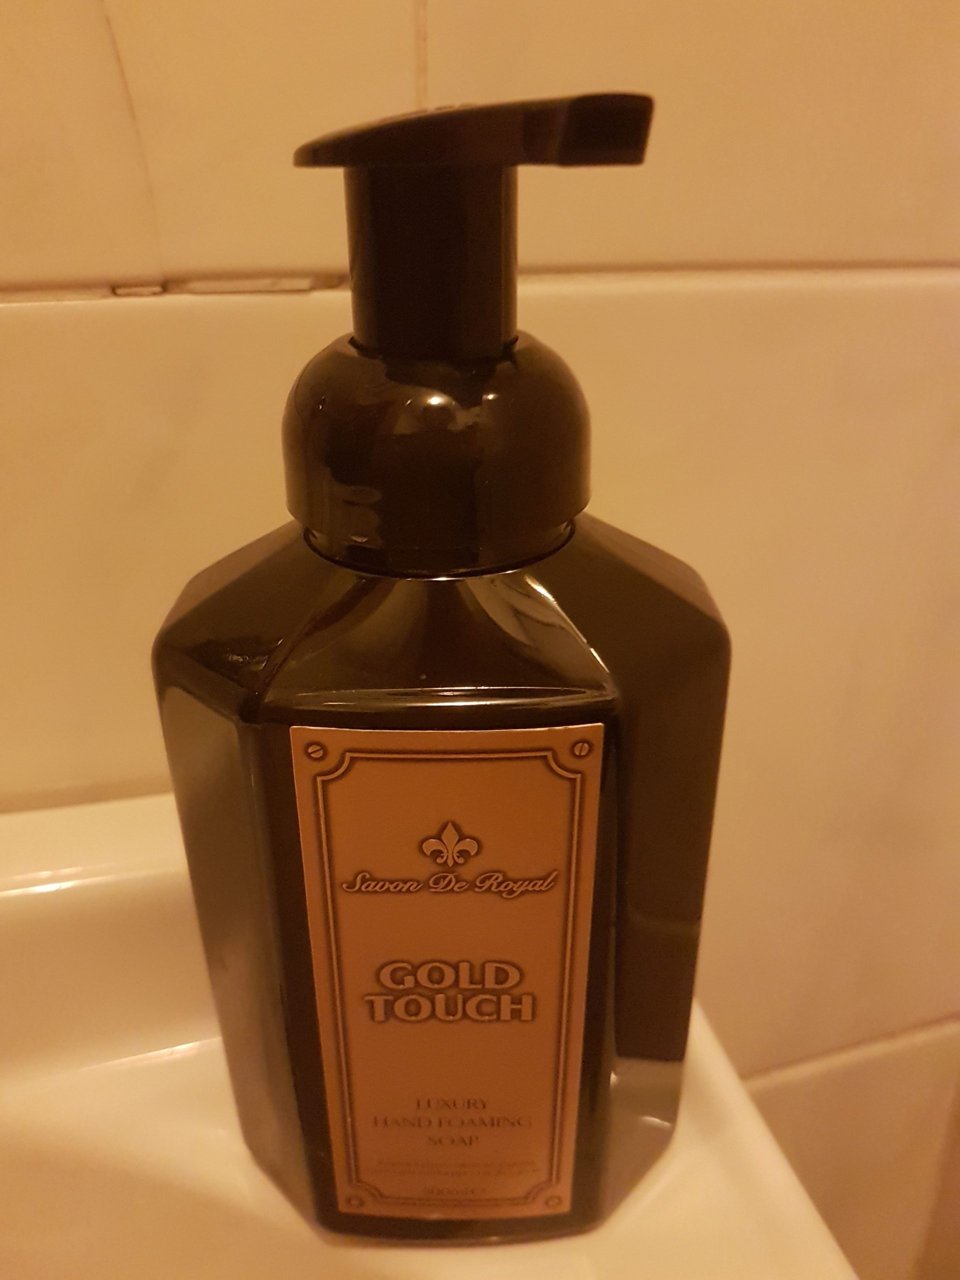 Savon De Royal
GOLD
TOUCH
LUXURY
HAND FOAMING
SOAP